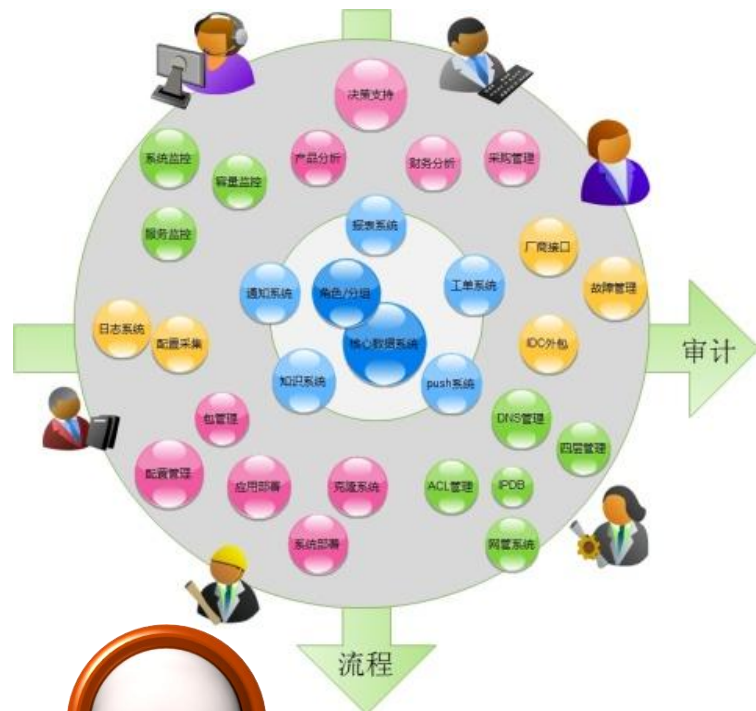 决策支持
系统监控
产品分析
财务分析
采购管理
容量监控
服务监控
报表系统
厂商接口
通知系统
角色/分组
工单系统
故障管理
日志系统
配置采集
核心数据系统
IDC外包
审计
知识系统
push系统
包管理
DNS管理
四层管理
配置管理
应用部署
克隆系统
ACL管理
IPDB
系统部署
网管系统
流程